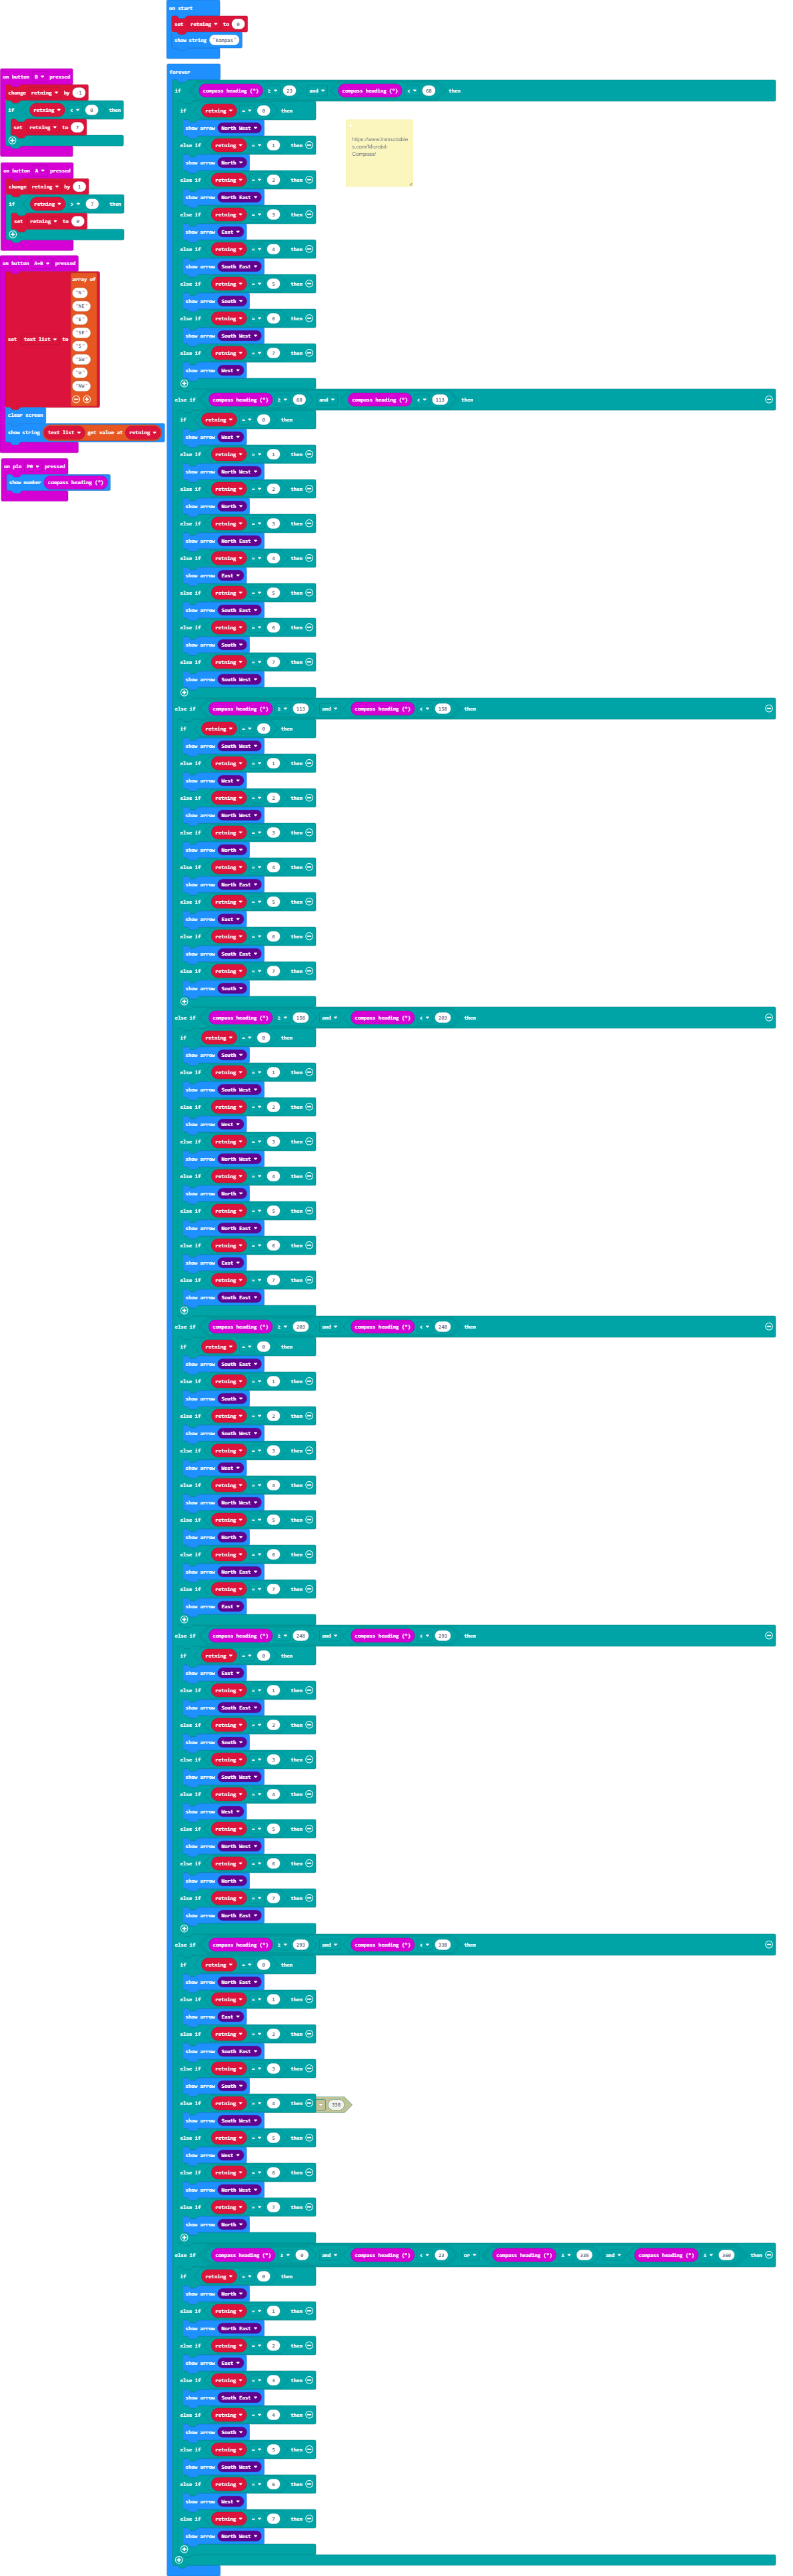 on start
set retning to 0
show string "kompas"
on button B pressed
change retning by -1
if retning < 0 then
set retning to 7
on button A pressed
change retning by 1
if retning > 7 then
set retning to 0
on button A+B pressed
set text list to array of
"N"
"NE"
"E"
"SE"
"S"
"Sw"
"w"
"Nw"
clear screen
show string text list get value at retning
on pin P0 pressed
show number compass heading (°)
forever
if compass heading (°) ≥ 23 and compass heading (°) < 68 then
https://www.instructable
s.com/Microbit-
Compass/
if retning = 0 then
show arrow North West
else if retning = 1 then
show arrow North
else if retning = 2 then
show arrow North East
else if retning = 3 then
show arrow East
else if retning = 4 then
show arrow South East
else if retning = 5 then
show arrow South
else if retning = 6 then
show arrow South West
else if retning = 7 then
show arrow West
else if compass heading (°) ≥ 68 and compass heading (°) < 113 then
if retning = 0 then
show arrow West
else if retning = 1 then
show arrow North West
else if retning = 2 then
show arrow North
else if retning = 3 then
show arrow North East
else if retning = 4 then
show arrow East
else if retning = 5 then
show arrow South East
else if retning = 6 then
show arrow South
else if retning = 7 then
show arrow South West
else if compass heading (°) ≥ 113 and compass heading (°) < 158 then
if retning = 0 then
show arrow South West
else if retning = 1 then
show arrow West
else if retning = 2 then
show arrow North West
else if retning = 3 then
show arrow North
else if retning = 4 then
show arrow North East
else if retning = 5 then
show arrow East
else if retning = 6 then
show arrow South East
else if retning = 7 then
show arrow South
else if compass heading (°) ≥ 158 and compass heading (°) < 203 then
if retning = 0 then
show arrow South
else if retning = 1 then
show arrow South West
else if retning = 2 then
show arrow West
else if retning = 3 then
show arrow North West
else if retning = 4 then
show arrow North
else if retning = 5 then
show arrow North East
else if retning = 6 then
show arrow East
else if retning = 7 then
show arrow South East
else if compass heading (°) ≥ 203 and compass heading (°) < 248 then
if retning = 0 then
show arrow South East
else if retning = 1 then
show arrow South
else if retning = 2 then
show arrow South West
else if retning = 3 then
show arrow West
else if retning = 4 then
show arrow North West
else if retning = 5 then
show arrow North
else if retning = 6 then
show arrow North East
else if retning = 7 then
show arrow East
else if compass heading (°) ≥ 248 and compass heading (°) < 293 then
if retning = 0 then
show arrow East
else if retning = 1 then
show arrow South East
else if retning = 2 then
show arrow South
else if retning = 3 then
show arrow South West
else if retning = 4 then
show arrow West
else if retning = 5 then
show arrow North West
else if retning = 6 then
show arrow North
else if retning = 7 then
show arrow North East
else if compass heading (°) ≥ 293 and compass heading (°) < 338 then
if retning = 0 then
show arrow North East
else if retning = 1 then
show arrow East
else if retning = 2 then
show arrow South East
else if retning = 3 then
show arrow South
else if retning = 4 then 338
show arrow South West
else if retning = 5 then
show arrow West
else if retning = 6 then
show arrow North West
else if retning = 7 then
show arrow North
else if compass heading (°) ≥ 0 and compass heading (°) < 23 or compass heading (°) ≥ 338 and compass heading (°) ≤ 360 then
if retning = 0 then
show arrow North
else if retning = 1 then
show arrow North East
else if retning = 2 then
show arrow East
else if retning = 3 then
show arrow South East
else if retning = 4 then
show arrow South
else if retning = 5 then
show arrow South West
else if retning = 6 then
show arrow West
else if retning = 7 then
show arrow North West